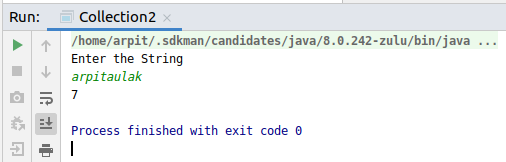 Run: Collection2
/home/arpit/.sdkman/candidates/java/8.0.242-zulu/bin/java ...
Enter the String
arpitaulak
7
Process finished with exit code 0